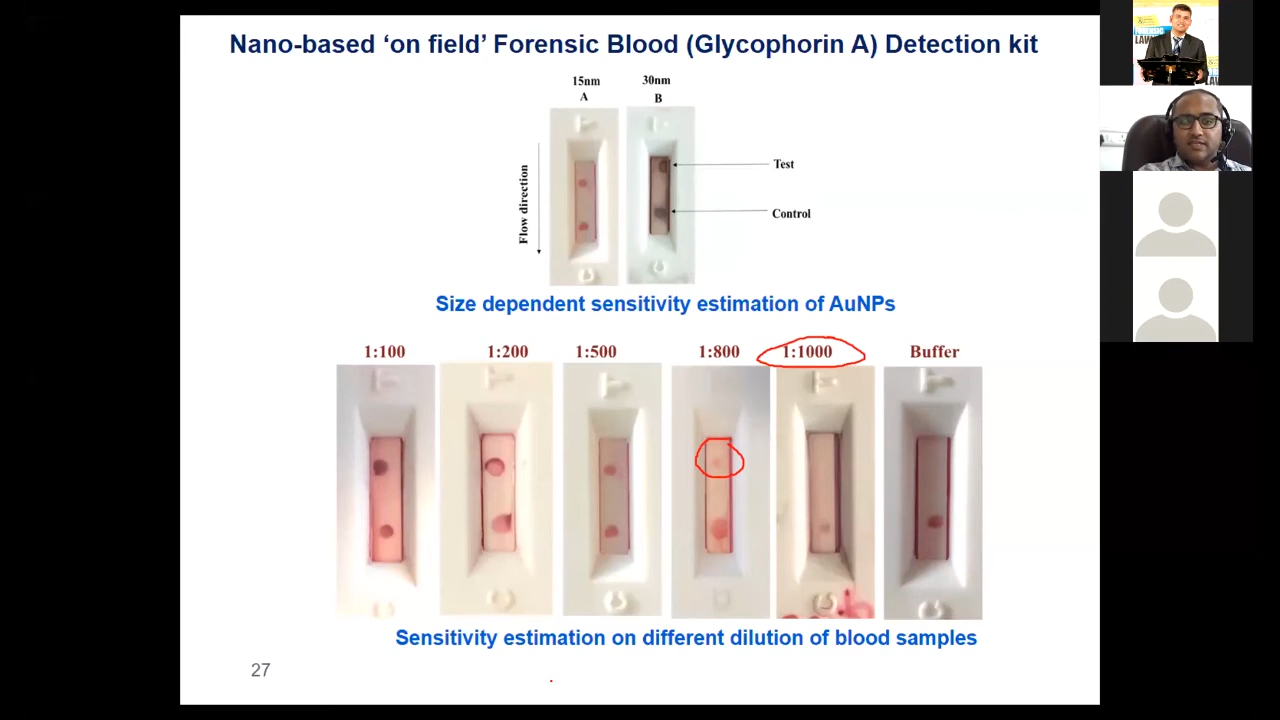 Nano-based ‘on field’ Forensic Blood (Glycophorin A) Detection kit
15nm
30nm
A
B
Flow direction
Test
Control
Size dependent sensitivity estimation of AuNPs
1:100
1:200
1:500
1:800
1:1000
Buffer
Sensitivity estimation on different dilution of blood samples
27